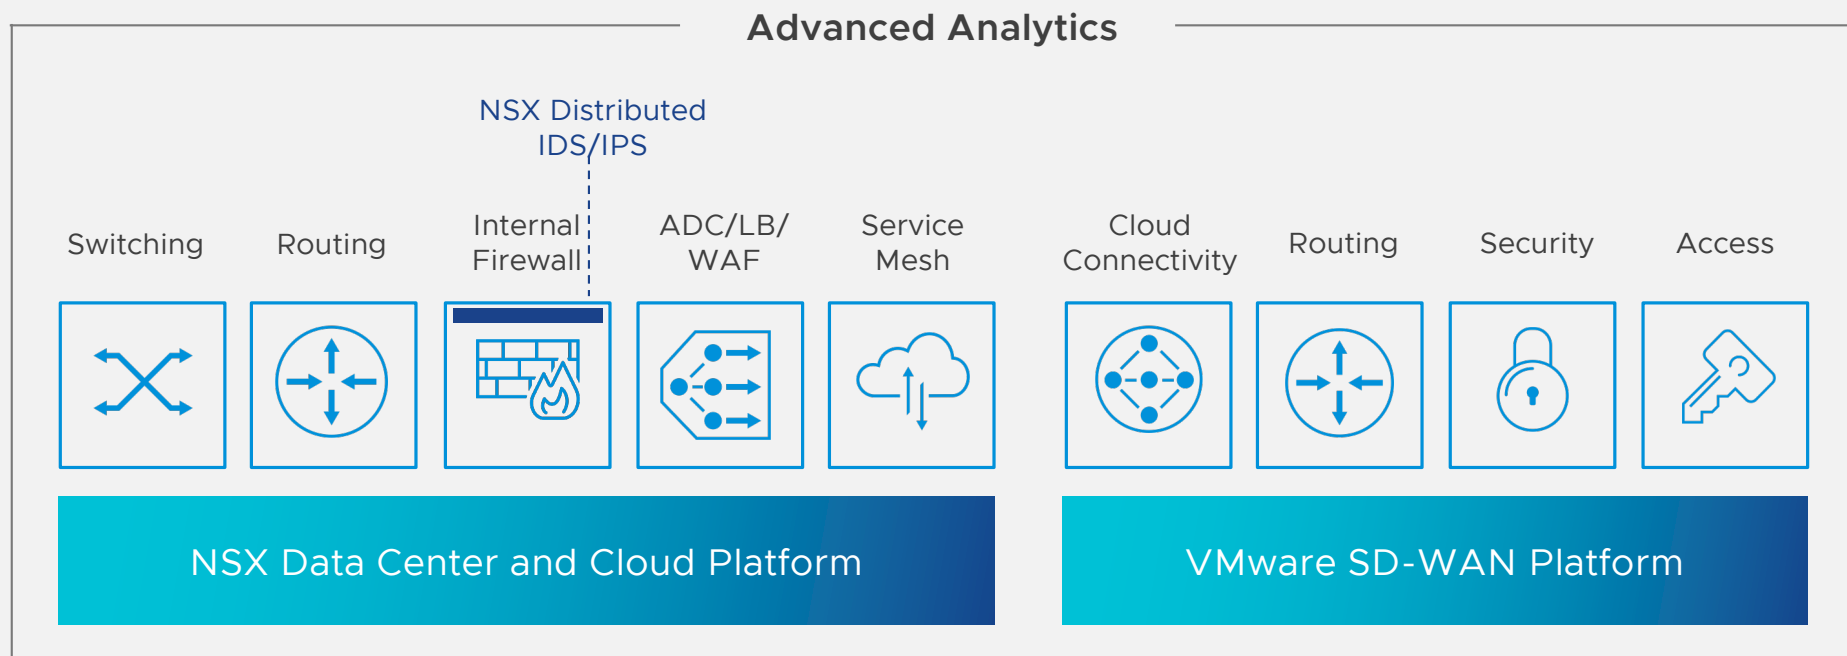 Advanced Analytics
NSX Distributed
IDS/IPS
Switching
Routing
Internal
Firewall
ADC/LB/
WAF
Service
Mesh
Cloud
Connectivity
Routing
Security
Access
NSX Data Center and Cloud Platform
VMware SD-WAN Platform